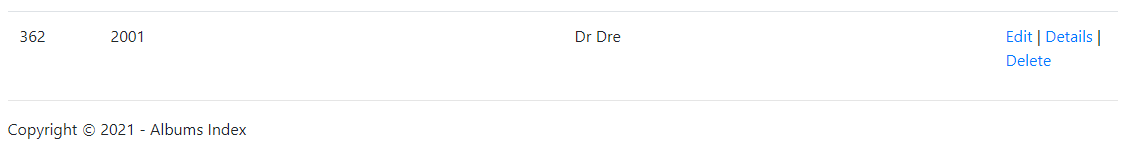 362 2001 Dr Dre Edit | Details |
Delete
Copyright © 2021 - Albums Index